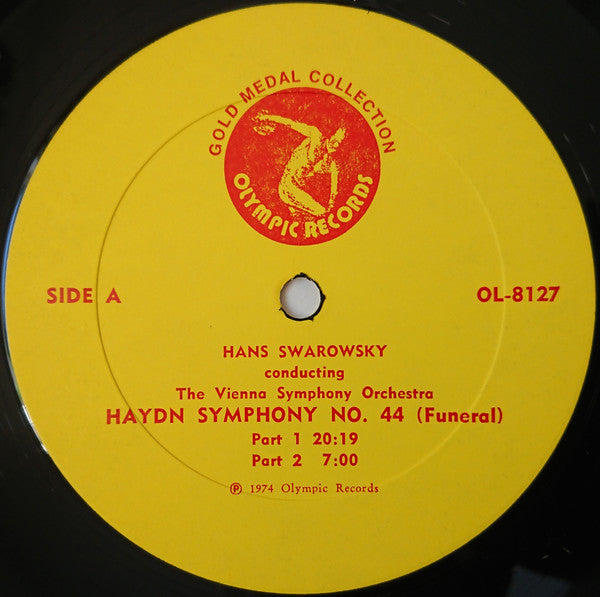 GOLD MEDAL COLLECTION
OLYMPIC RECORDS
SIDE A
OL-8127
HANS SWAROWSKY
conducting
The Vienna Symphony Orchestra
HAYDN SYMPHONY NO. 44 (Funeral)
Part 1 20:19
Part 2 7:00
℗ 1974 Olympic Records